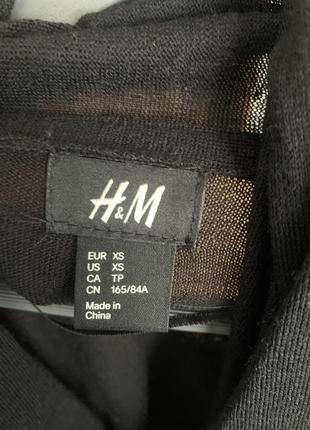 H&M
EUR XS
US XS
CA TP
CN 165/84A
Made in
China